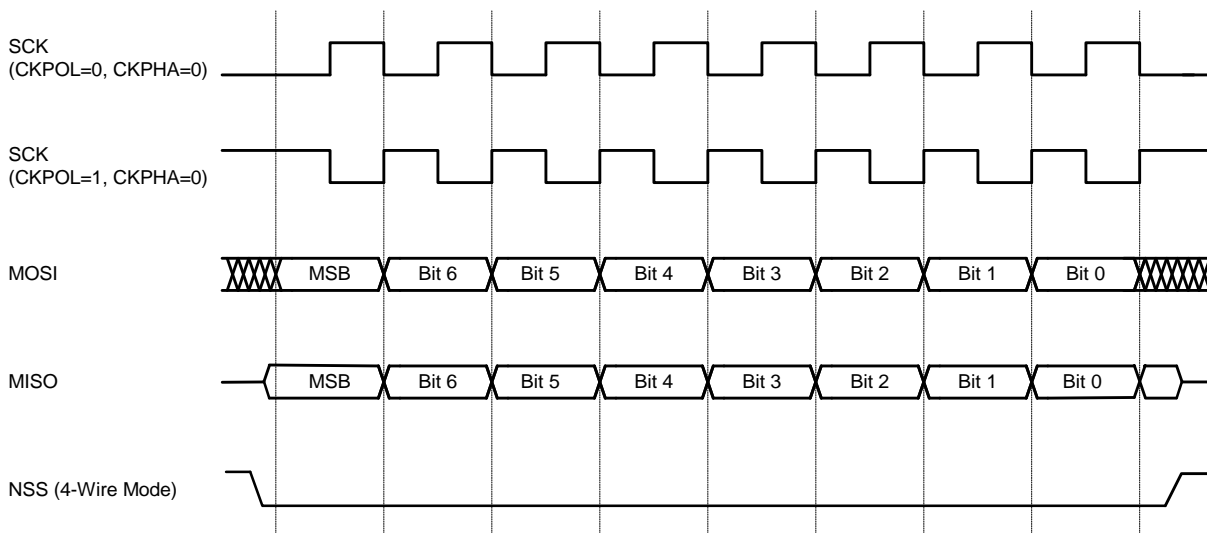 SCK
(CKPOL=0, CKPHA=0)
SCK
(CKPOL=1, CKPHA=0)
MOSI
MSB Bit 6 Bit 5 Bit 4 Bit 3 Bit 2 Bit 1 Bit 0
MISO
MSB Bit 6 Bit 5 Bit 4 Bit 3 Bit 2 Bit 1 Bit 0
NSS (4-Wire Mode)